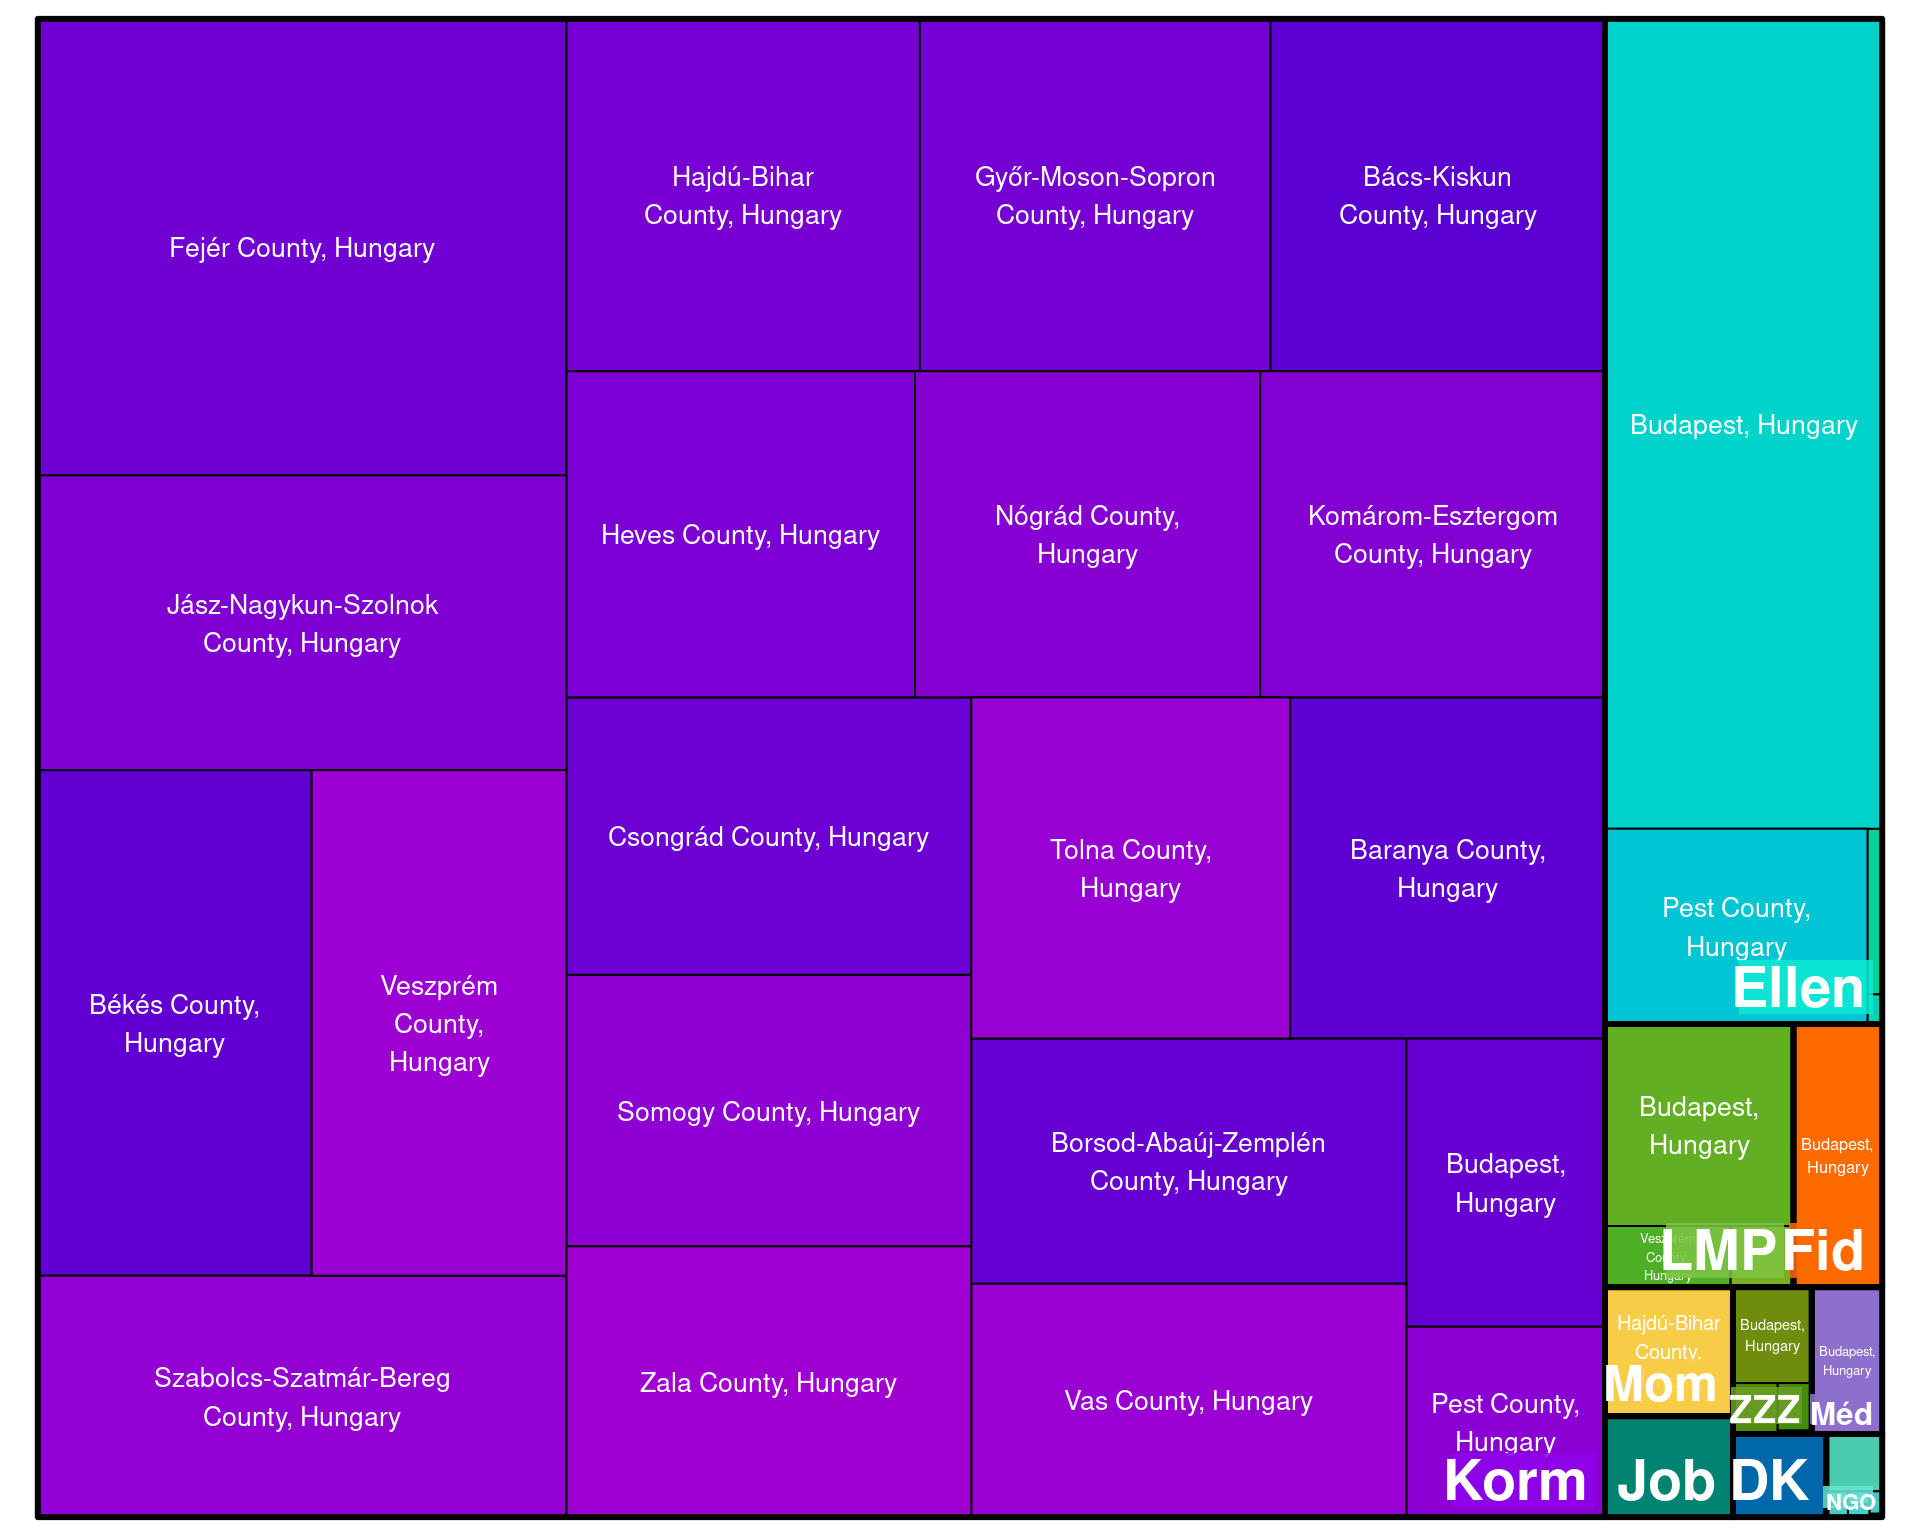 Fejér County, Hungary
Hajdú-Bihar
County, Hungary
Győr-Moson-Sopron
County, Hungary
Bács-Kiskun
County, Hungary
Budapest, Hungary
Jász-Nagykun-Szolnok
County, Hungary
Heves County, Hungary
Nógrád County,
Hungary
Komárom-Esztergom
County, Hungary
Békés County,
Hungary
Veszprém
County,
Hungary
Csongrád County, Hungary
Tolna County,
Hungary
Baranya County,
Hungary
Pest County,
Hungary
Ellen
Somogy County, Hungary
Borsod-Abaúj-Zemplén
County, Hungary
Budapest,
Hungary
Budapest,
Hungary
Budapest,
Hungary
Veszprém
County,
Hungary
LMP
Fid
Szabolcs-Szatmár-Bereg
County, Hungary
Zala County, Hungary
Vas County, Hungary
Pest County,
Hungary
Korm
Hajdú-Bihar
County,
Mom
Budapest,
Hungary
ZZZ
Budapest,
Hungary
Méd
Job
DK
NGO